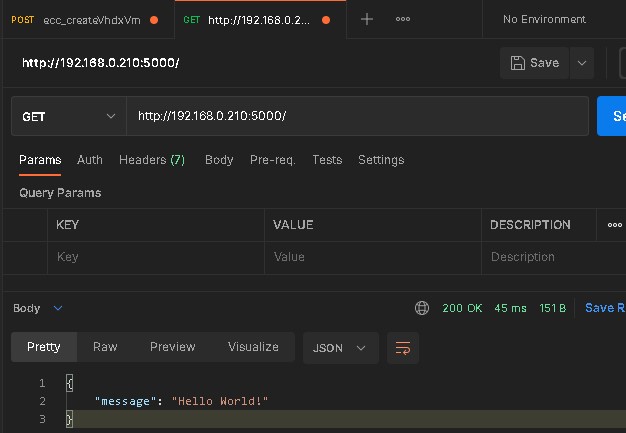 POST ecc_createVhdxVm GET http://192.168.0.2... No Environment
http://192.168.0.210:5000/ Save
GET http://192.168.0.210:5000/
Params Auth Headers (7) Body Pre-req. Tests Settings
Query Params
KEY VALUE DESCRIPTION
Key Value Description
Body 200 OK 45 ms 151 B Save R
Pretty Raw Preview Visualize JSON
1 {
2 "message": "Hello World!"
3 }